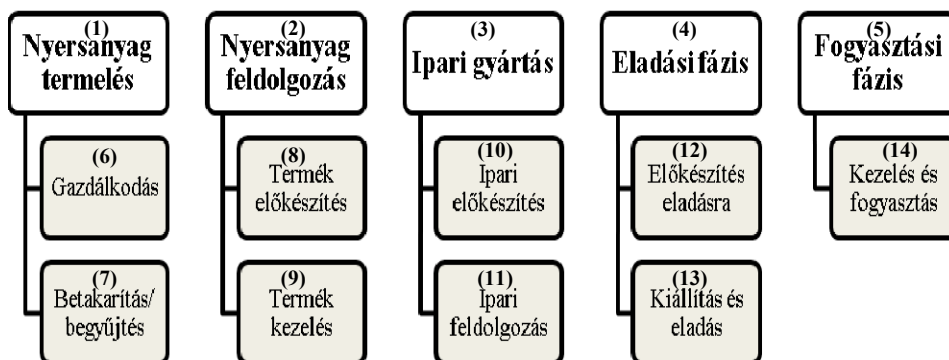 (1)
Nyersanyag
termelés
(2)
Nyersanyag
feldolgozás
(3)
Ipari gyártás
(4)
Eladási fázis
(5)
Fogyasztási
fázis
(6)
Gazdálkodás
(8)
Termék
előkészítés
(10)
Ipari
előkészítés
(12)
Előkészítés
eladásra
(14)
Kezelés és
fogyasztás
(7)
Betakarítás/
begyűjtés
(9)
Termék
kezelés
(11)
Ipari
feldolgozás
(13)
Kiállítás és
eladás